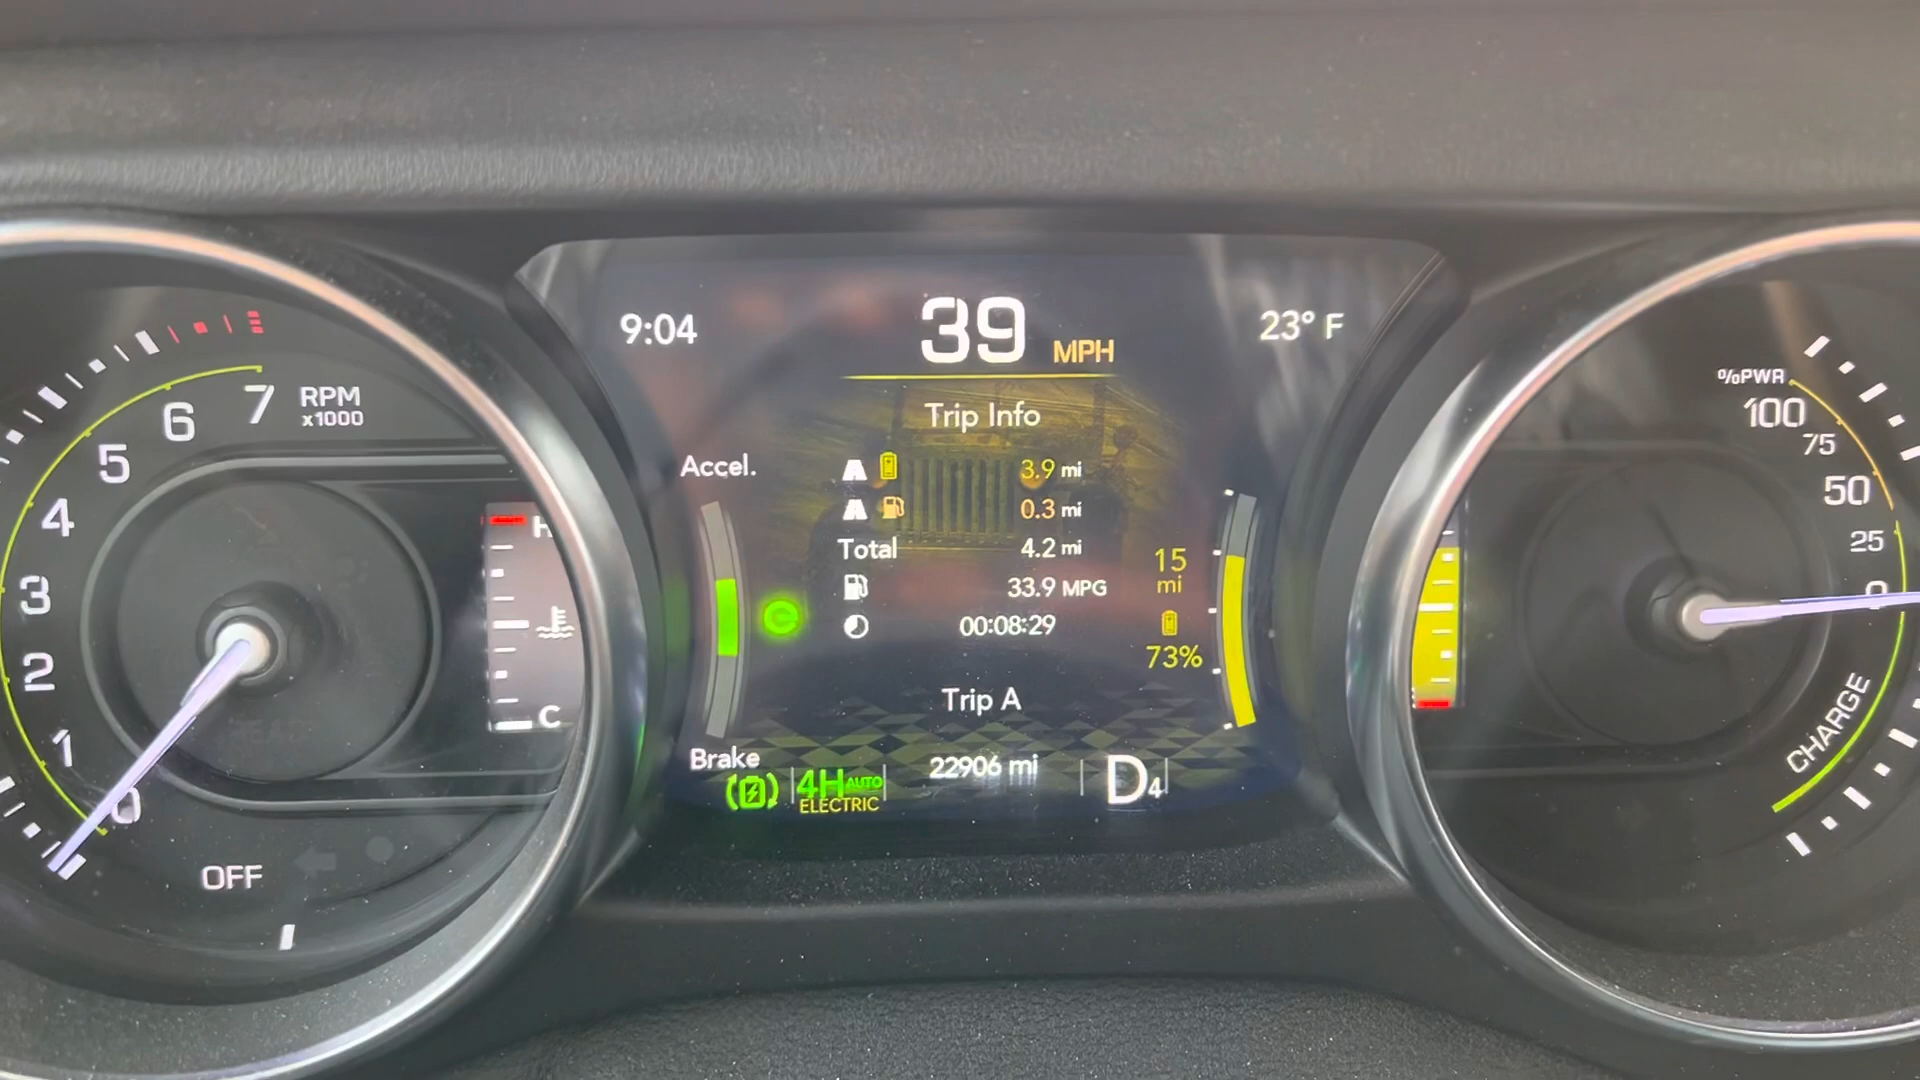 7
6
5
4
3
2
1
0
RPM
x1000
OFF
H
C
9:04
39 MPH
23° F
Trip Info
Accel.
3.9 mi
0.3 mi
Total 4.2 mi
33.9 MPG
00:08:29
15
mi
73%
Trip A
Brake
4H AUTO
ELECTRIC
22906 mi
D4
%PWR
100
75
50
25
0
CHARGE